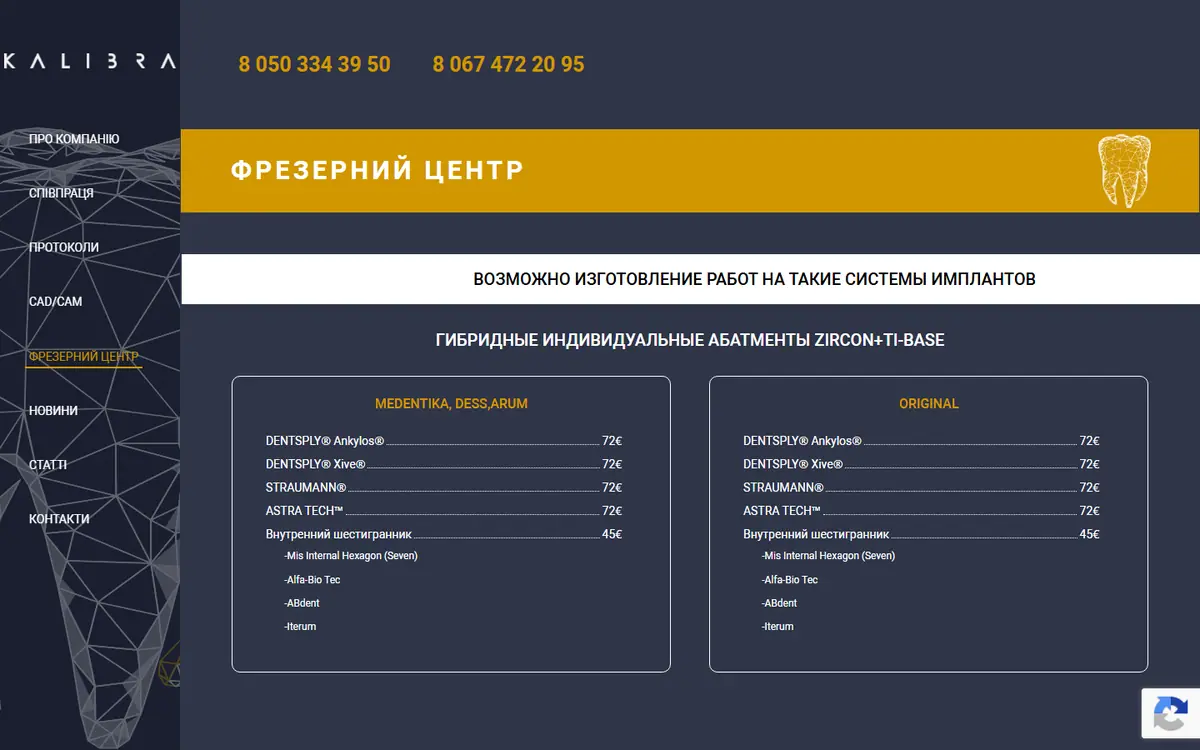 KALIBRA
8 050 334 39 50 8 067 472 20 95
ПРО КОМПАНІЮ
СПІВПРАЦЯ
ПРОТОКОЛИ
CAD/CAM
ФРЕЗЕРНИЙ ЦЕНТР
НОВИНИ
СТАТТІ
КОНТАКТИ
ФРЕЗЕРНИЙ ЦЕНТР
ВОЗМОЖНО ИЗГОТОВЛЕНИЕ РАБОТ НА ТАКИЕ СИСТЕМЫ ИМПЛАНТОВ
ГИБРИДНЫЕ ИНДИВИДУАЛЬНЫЕ АБАТМЕНТЫ ZIRCON+TI-BASE
MEDENTIKA, DESS,ARUM
DENTSPLY® Ankylos® 72€
DENTSPLY® Xive® 72€
STRAUMANN® 72€
ASTRA TECH™ 72€
Внутренний шестигранник 45€
-Mis Internal Hexagon (Seven)
-Alfa-Bio Tec
-ABdent
-Iterum
ORIGINAL
DENTSPLY® Ankylos® 72€
DENTSPLY® Xive® 72€
STRAUMANN® 72€
ASTRA TECH™ 72€
Внутренний шестигранник 45€
-Mis Internal Hexagon (Seven)
-Alfa-Bio Tec
-ABdent
-Iterum